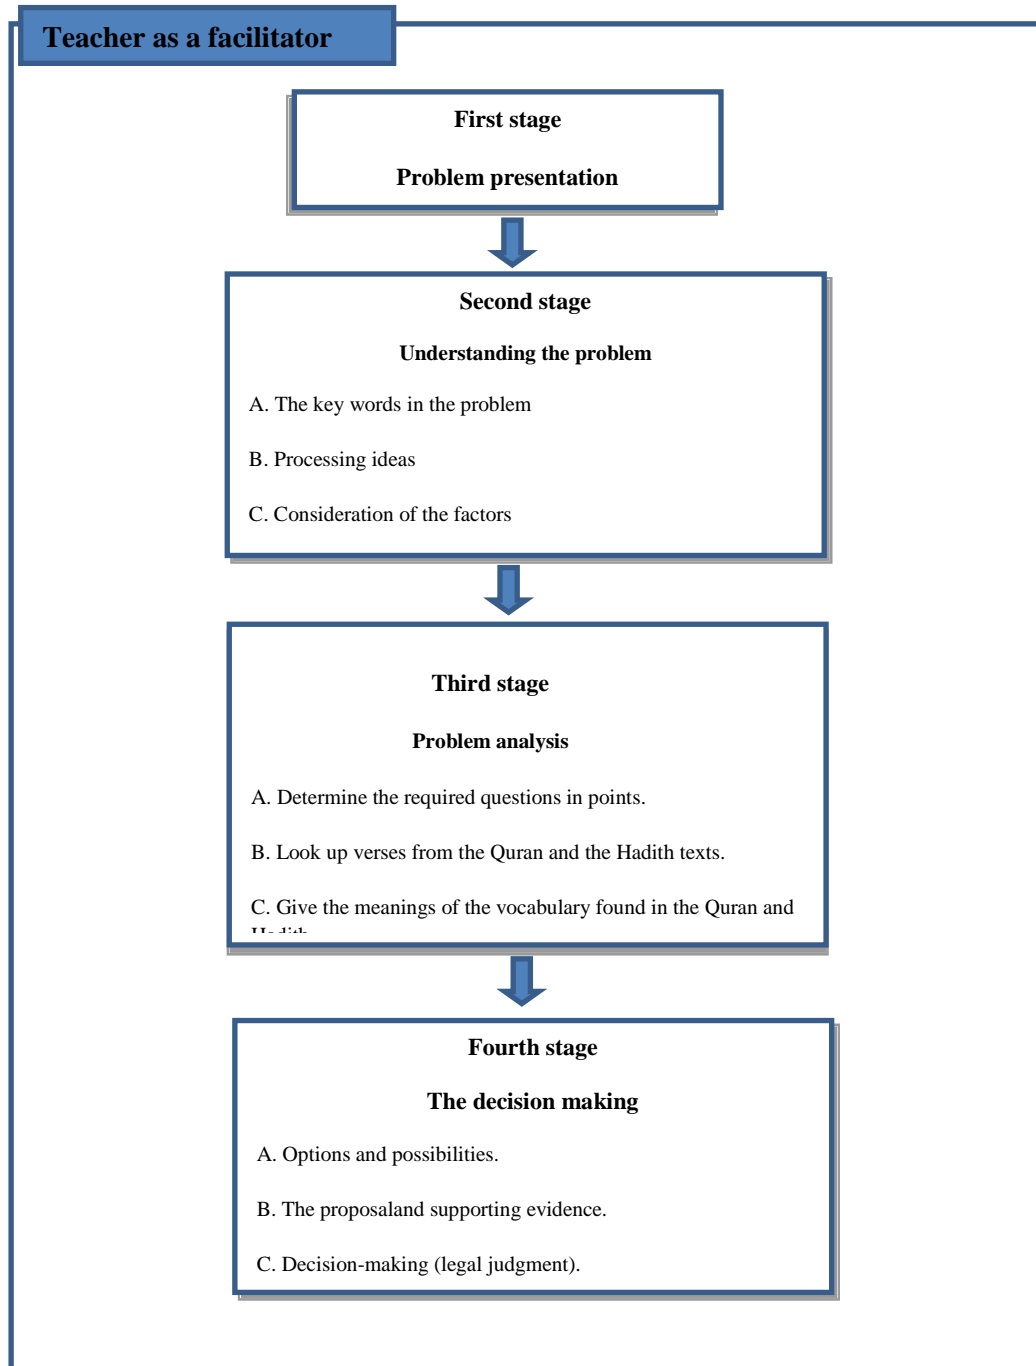 Teacher as a facilitator
First stage
Problem presentation
Second stage
Understanding the problem
A. The key words in the problem
B. Processing ideas
C. Consideration of the factors
Third stage
Problem analysis
A. Determine the required questions in points.
B. Look up verses from the Quran and the Hadith texts.
C. Give the meanings of the vocabulary found in the Quran and
Fourth stage
The decision making
A. Options and possibilities.
B. The proposaland supporting evidence.
C. Decision-making (legal judgment).